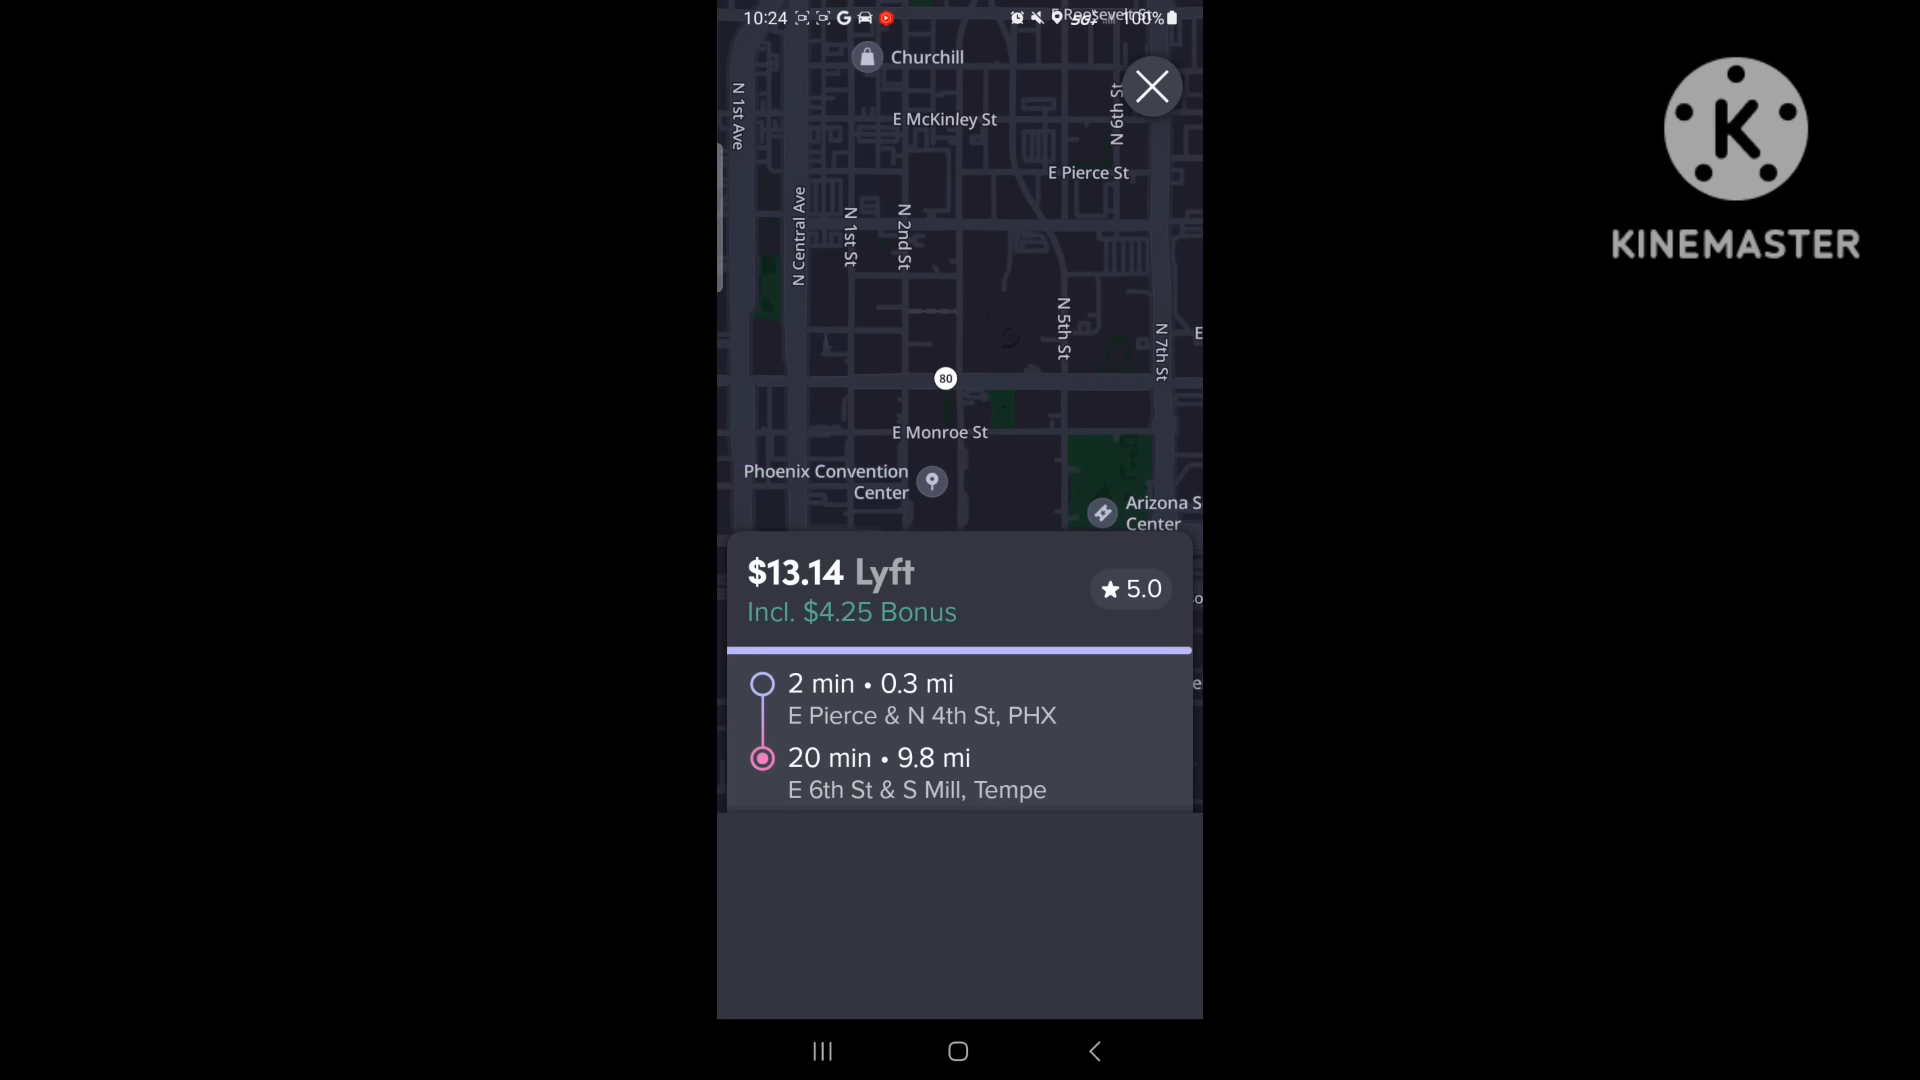 10:24
E Roosevelt St
5G
100%
Churchill
N 1st Ave
E McKinley St
N 6th St
E Pierce St
N Central Ave
N 1st St
N 2nd St
N 5th St
N 7th St
E
80
E Monroe St
Phoenix Convention
Center
Arizona S
Center
$13.14 Lyft
Incl. $4.25 Bonus
5.0
2 min • 0.3 mi
E Pierce & N 4th St, PHX
20 min • 9.8 mi
E 6th St & S Mill, Tempe
K
KINEMASTER